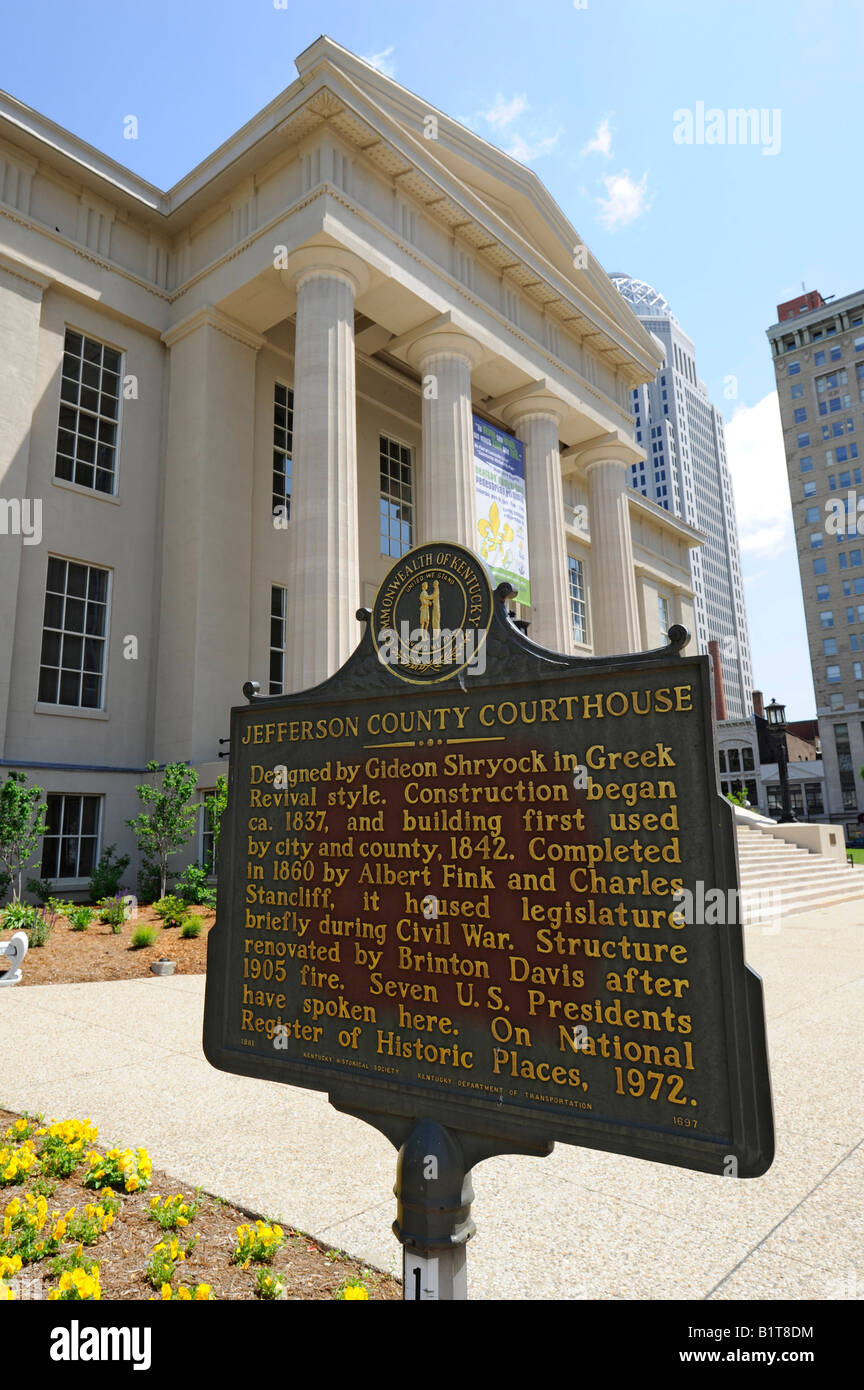 COMMONWEALTH OF KENTUCKY
UNITED WE STAND
JEFFERSON COUNTY COURTHOUSE
Designed by Gideon Shryock in Greek
Revival style. Construction began
ca. 1837, and building first used
by city and county, 1842. Completed
in 1860 by Albert Fink and Charles
Stancliff, it housed legislature
briefly during Civil War. Structure
renovated by Brinton Davis after
1905 fire. Seven U.S. Presidents
have spoken here. On National
Register of Historic Places, 1972.
1981
KENTUCKY HISTORICAL SOCIETY KENTUCKY DEPARTMENT OF TRANSPORTATION
1697
1
alamy
B1T8DM
www.alamy.com